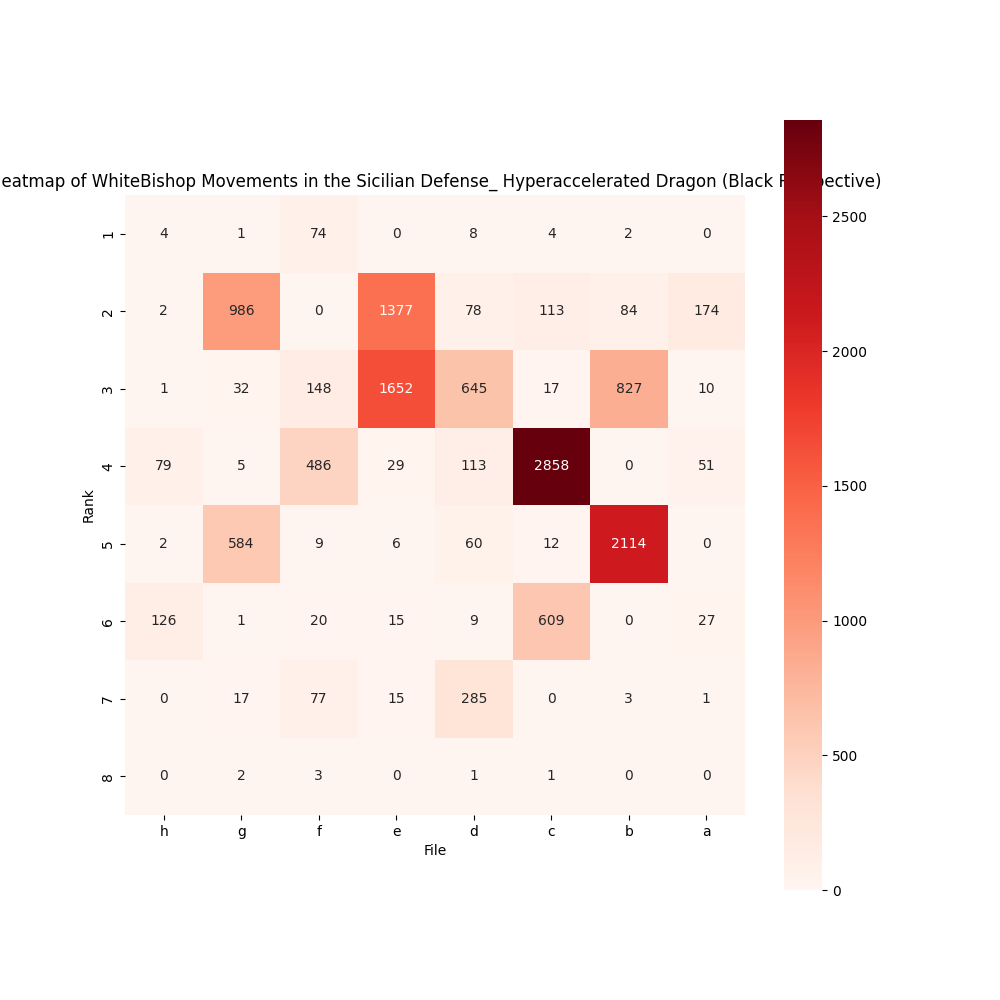 eatmap of WhiteBishop Movements in the Sicilian Defense_ Hyperaccelerated Dragon (Black pective)
2500
1 4 1 74 0 8 4 2 0
2 2 986 0 1377 78 113 84 174
2000
3 1 32 148 1652 645 17 827 10
1500
4 79 5 486 29 113 2858 0 51
Rank
5 2 584 9 6 60 12 2114 0
1000
6 126 1 20 15 9 609 0 27
7 0 17 77 15 285 0 3 1
500
8 0 2 3 0 1 1 0 0
0
h g f e d c b a
File